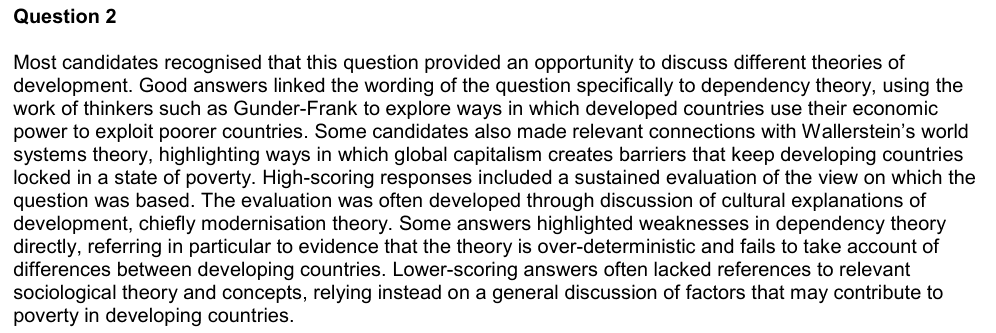 Question 2
Most candidates recognised that this question provided an opportunity to discuss different theories of
development. Good answers linked the wording of the question specifically to dependency theory, using the
work of thinkers such as Gunder-Frank to explore ways in which developed countries use their economic
power to exploit poorer countries. Some candidates also made relevant connections with Wallerstein's world
systems theory, highlighting ways in which global capitalism creates barriers that keep developing countries
locked in a state of poverty. High-scoring responses included a sustained evaluation of the view on which the
question was based. The evaluation was often developed through discussion of cultural explanations of
development, chiefly modernisation theory. Some answers highlighted weaknesses in dependency theory
directly, referring in particular to evidence that the theory is over-deterministic and fails to take account of
differences between developing countries. Lower-scoring answers often lacked references to relevant
sociological theory and concepts, relying instead on a general discussion of factors that may contribute to
poverty in developing countries.